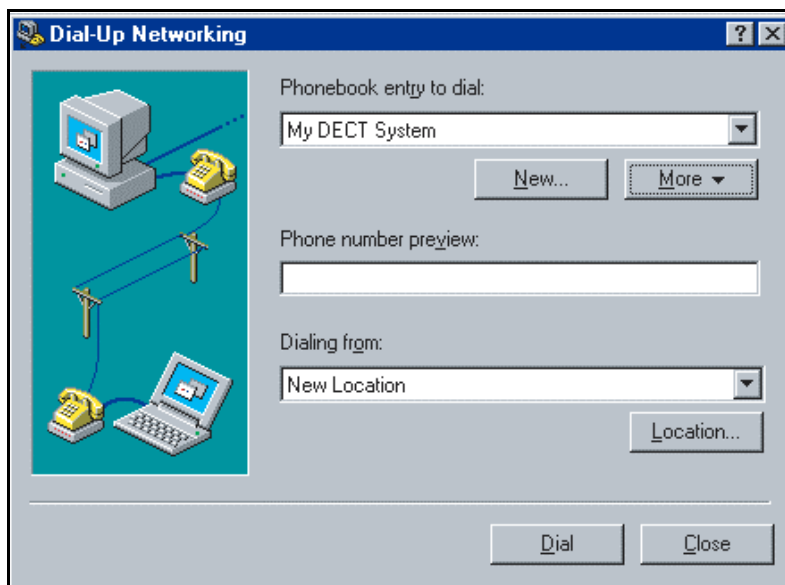 Dial-Up Networking
Phonebook entry to dial:
My DECT System
New... More
Phone number preview:
Dialing from:
New Location
Location...
Dial Close